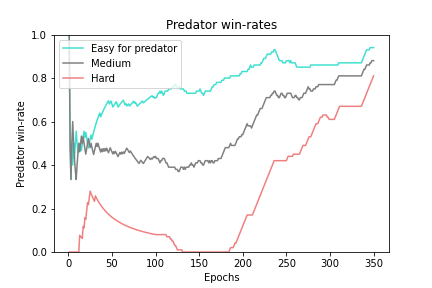 Predator win-rates
1.0
0.8
0.6
0.4
0.2
0.0
Predator win-rate
Easy for predator
Medium
Hard
0 50 100 150 200 250 300 350
Epochs